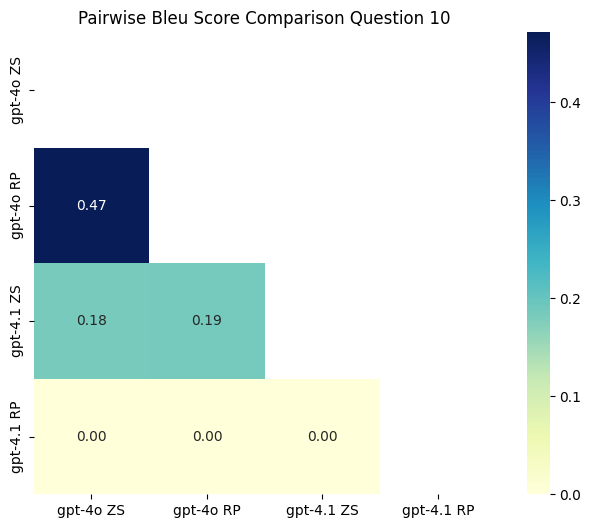 Pairwise Bleu Score Comparison Question 10
gpt-4o ZS
gpt-4o RP
gpt-4.1 ZS
gpt-4.1 RP
0.47
0.18 0.19
0.00 0.00 0.00
gpt-4o ZS gpt-4o RP gpt-4.1 ZS gpt-4.1 RP
0.4
0.3
0.2
0.1
0.0